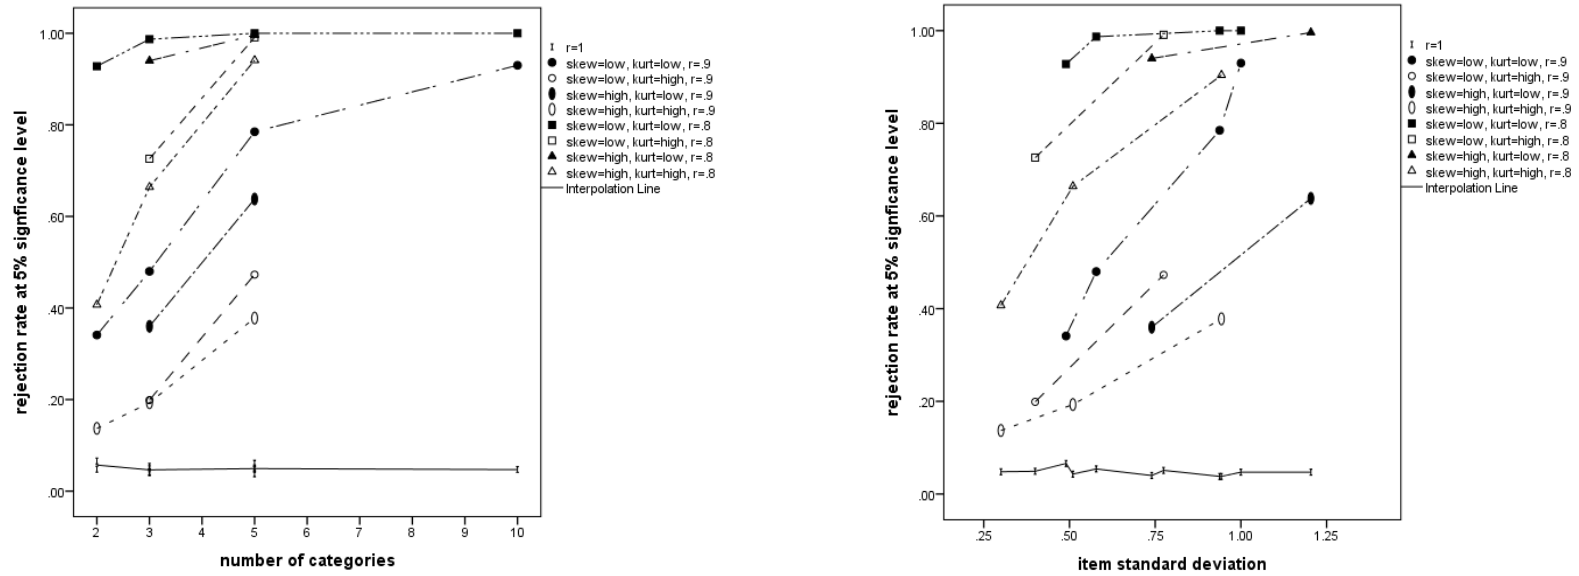 1.00
.80
.60
.40
.20
.00
rejection rate at 5% signficance level
2 3 4 5 6 7 8 9 10
number of categories
r=1
skew=low, kurt=low, r=.9
skew=low, kurt=high, r=.9
skew=high, kurt=low, r=.9
skew=high, kurt=high, r=.9
skew=low, kurt=low, r=.8
skew=low, kurt=high, r=.8
skew=high, kurt=low, r=.8
skew=high, kurt=high, r=.8
Interpolation Line
1.00
.80
.60
.40
.20
.00
rejection rate at 5% signficance level
.25 .50 .75 1.00 1.25
item standard deviation
r=1
skew=low, kurt=low, r=.9
skew=low, kurt=high, r=.9
skew=high, kurt=low, r=.9
skew=high, kurt=high, r=.9
skew=low, kurt=low, r=.8
skew=low, kurt=high, r=.8
skew=high, kurt=low, r=.8
skew=high, kurt=high, r=.8
Interpolation Line